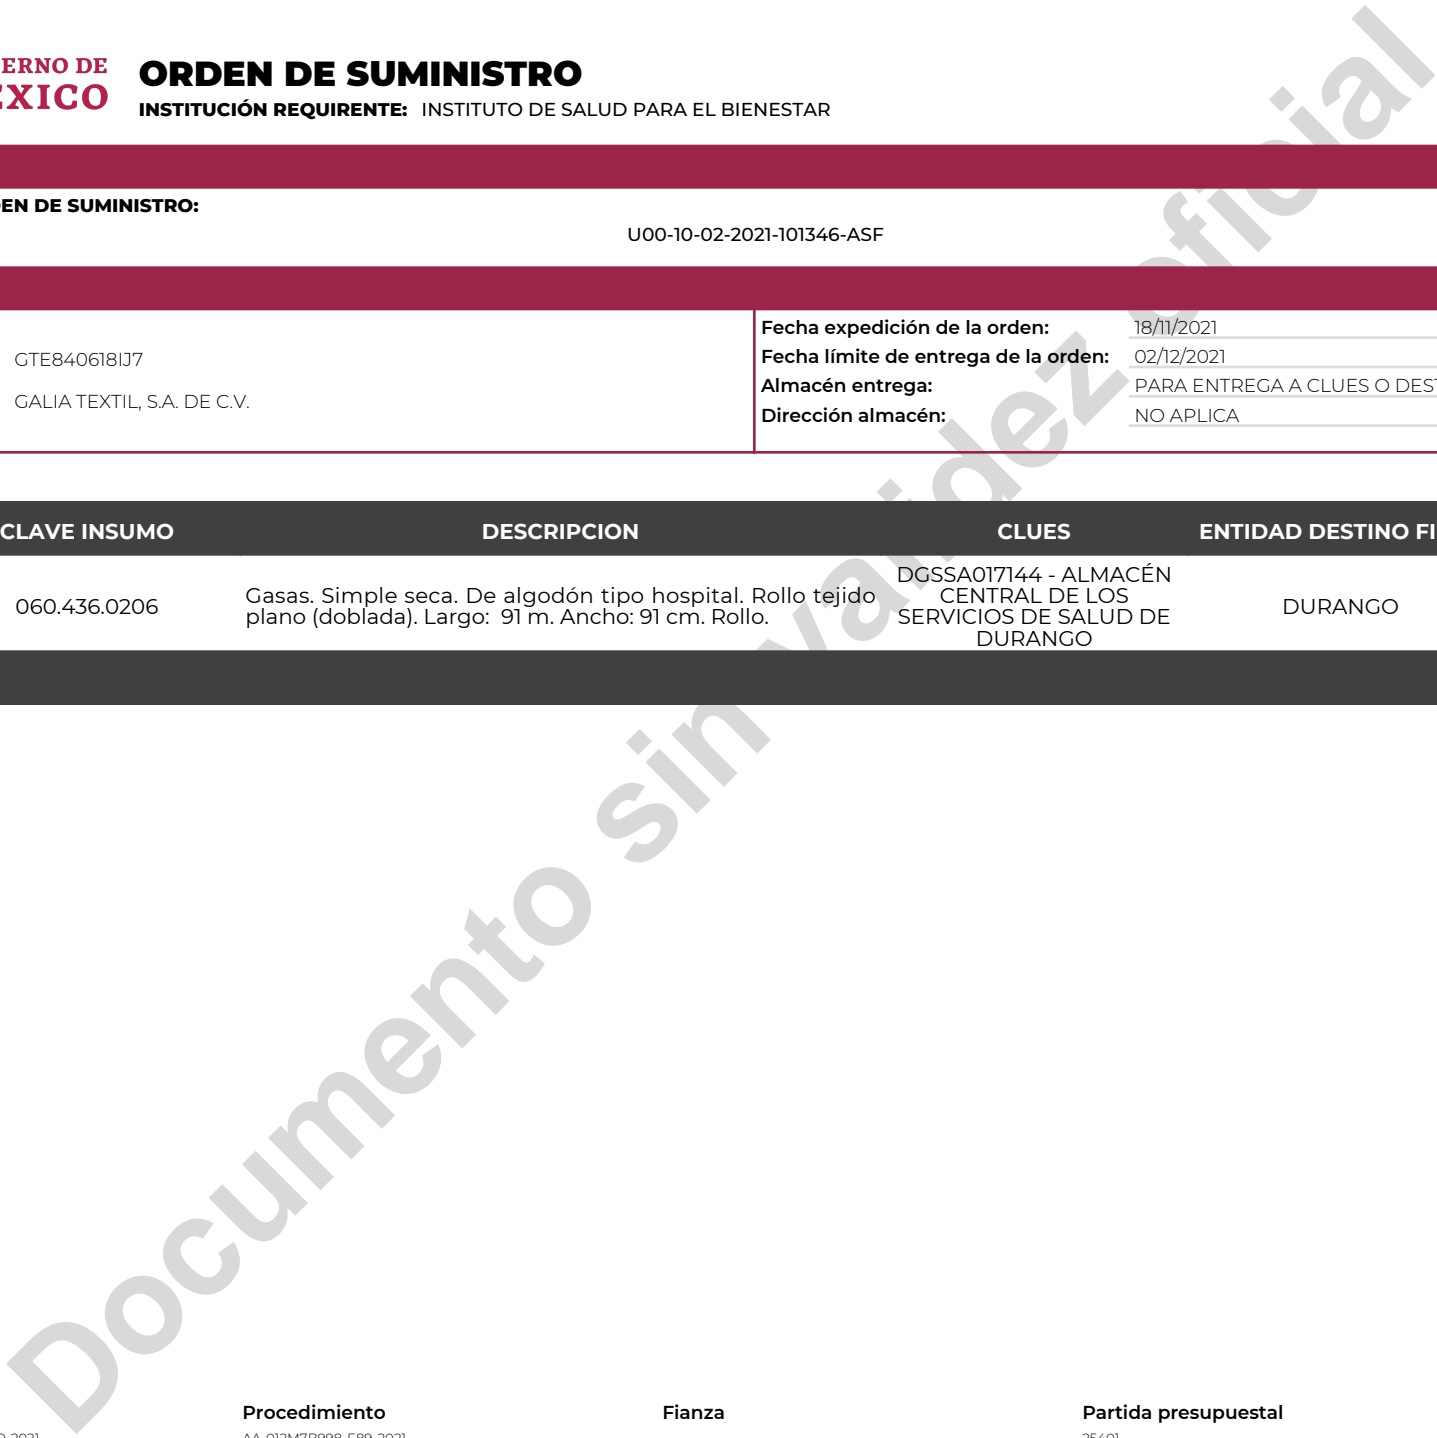 ERNO DE
EXICO
ORDEN DE SUMINISTRO
INSTITUCIÓN REQUIRENTE: INSTITUTO DE SALUD PARA EL BIENESTAR
EN DE SUMINISTRO:
U00-10-02-2021-101346-ASF
GTE840618IJ7
GALIA TEXTIL, S.A. DE C.V.
Fecha expedición de la orden: 18/11/2021
Fecha límite de entrega de la orden: 02/12/2021
Almacén entrega: PARA ENTREGA A CLUES O DEST
Dirección almacén: NO APLICA
CLAVE INSUMO DESCRIPCION CLUES ENTIDAD DESTINO FI
060.436.0206
Gasas. Simple seca. De algodón tipo hospital. Rollo tejido
plano (doblada). Largo: 91 m. Ancho: 91 cm. Rollo.
DGSSA017144 - ALMACÉN
CENTRAL DE LOS
SERVICIOS DE SALUD DE
DURANGO
DURANGO
Documento sin validez oficial
Procedimiento Fianza Partida presupuestal